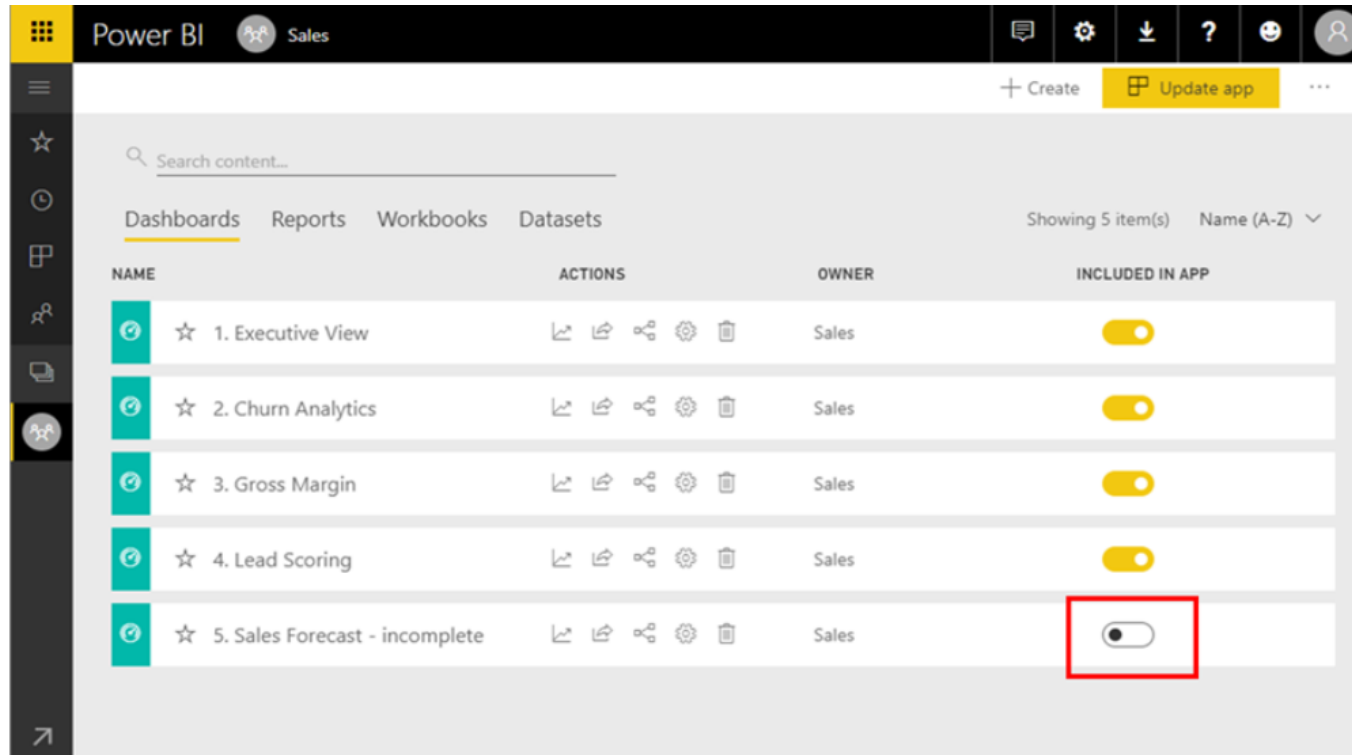 Power BI Sales ?
+ Create Update app ...
Search content...
Dashboards Reports Workbooks Datasets Showing 5 item(s) Name (A-Z)
NAME ACTIONS OWNER INCLUDED IN APP
1. Executive View Sales
2. Churn Analytics Sales
3. Gross Margin Sales
4. Lead Scoring Sales
5. Sales Forecast - incomplete Sales